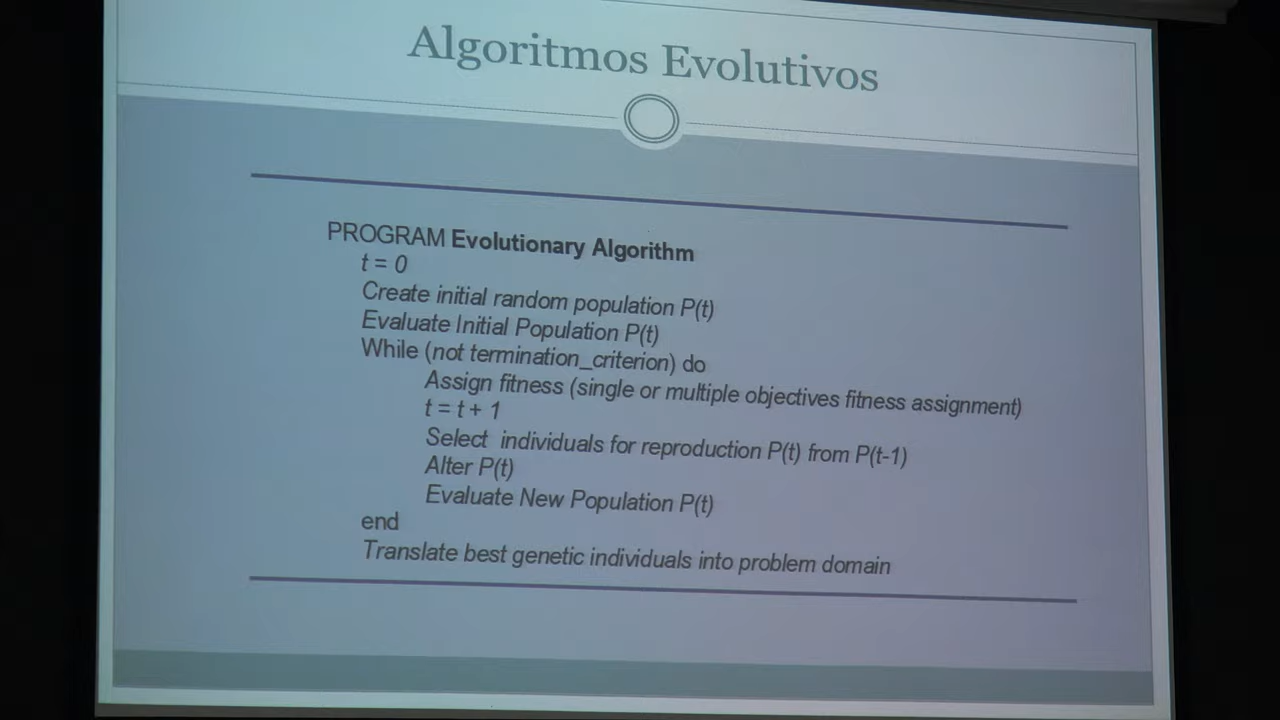 Algoritmos Evolutivos
PROGRAM Evolutionary Algorithm
t = 0
Create initial random population P(t)
Evaluate Initial Population P(t)
While (not termination_criterion) do
Assign fitness (single or multiple objectives fitness assignment)
t = t + 1
Select individuals for reproduction P(t) from P(t-1)
Alter P(t)
Evaluate New Population P(t)
end
Translate best genetic individuals into problem domain